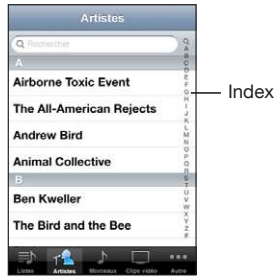 Artistes
Rechercher
A
Airborne Toxic Event
The All-American Rejects
Andrew Bird
Animal Collective
B
Ben Kweller
The Bird and the Bee
A
B
C
D
E
F
G
H
I
J
K
L
M
N
O
P
Q
R
S
T
U
V
W
X
Y
Z
#
Index
Listes Artistes Morceaux Clips vidéo Autre